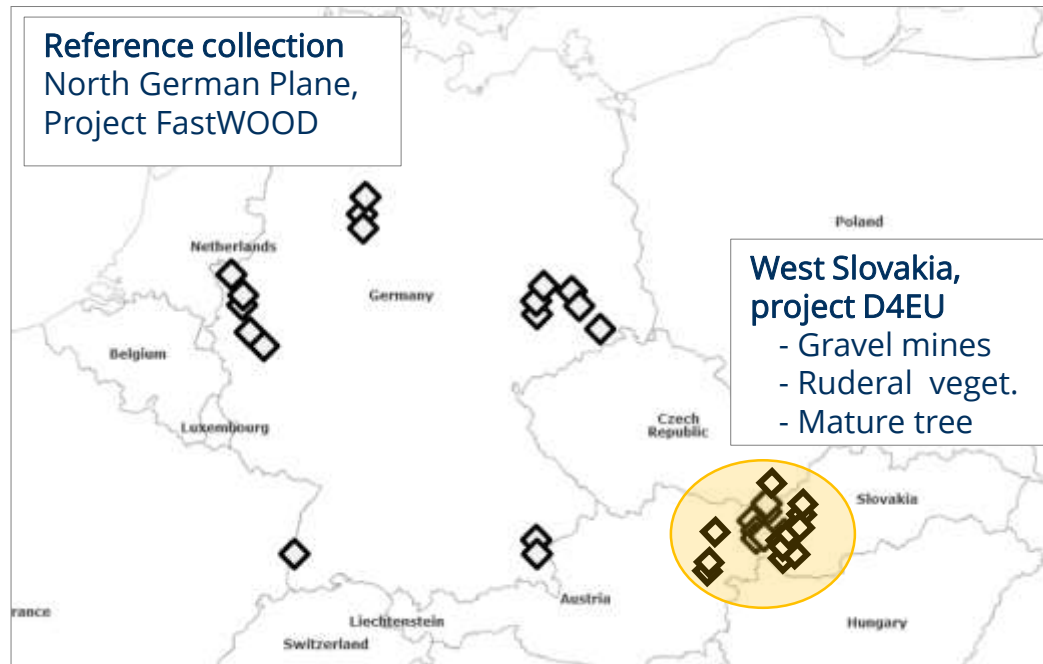 Reference collection
North German Plane,
Project FastWOOD
Poland
Netherlands
West Slovakia,
project D4EU
- Gravel mines
- Ruderal veget.
- Mature tree
Germany
Belgium
Luxembourg
Czech
Republic
Slovakia
Austria
rance
Liechtenstein
Switzerland
Hungary